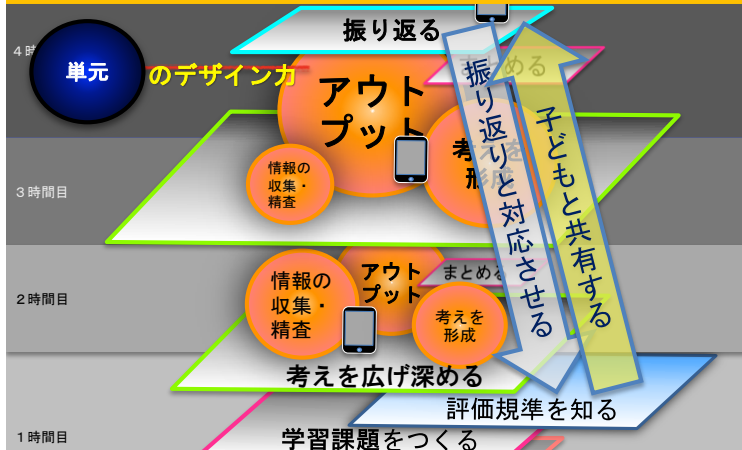 振り返る
4時
単元
のデザイン力
まとめる
アウト
プット
考えを
形成
情報の
収集・
精査
3時間目
振り返りと対応させる
子どもと共有する
2時間目
情報の
収集・
精査
アウト
プット
まとめる
考えを
形成
考えを広げ深める
評価規準を知る
1時間目
学習課題をつくる